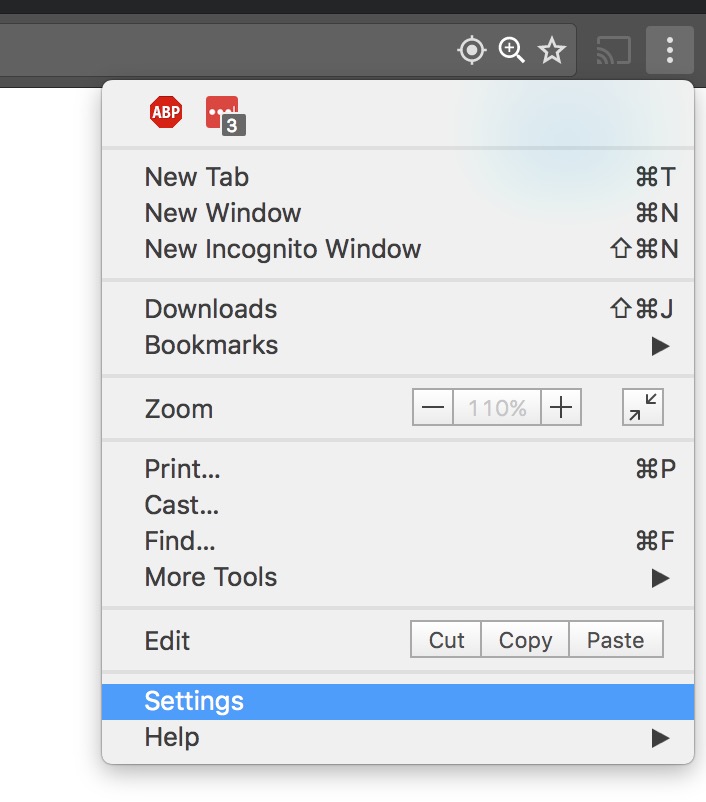 ABP 3
New Tab ⌘T
New Window ⌘N
New Incognito Window ⇧⌘N
Downloads ⇧⌘J
Bookmarks ▶
Zoom — 110% +
Print... ⌘P
Cast...
Find... ⌘F
More Tools ▶
Edit Cut Copy Paste
Settings
Help ▶